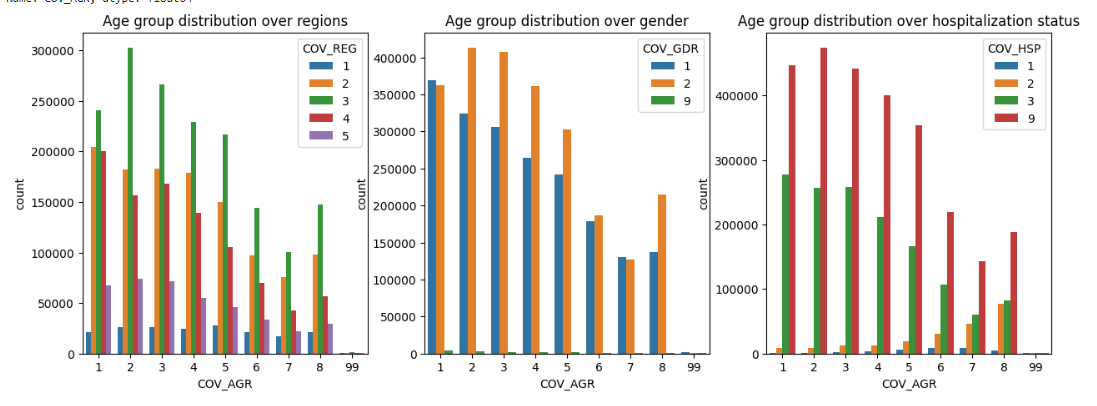 Name: COV_AGR, dtype: float64
Age group distribution over regions
Age group distribution over gender
Age group distribution over hospitalization status
300000
250000
200000
150000
100000
50000
0
count
1 2 3 4 5 6 7 8 99
COV_AGR
COV_REG
1
2
3
4
5
400000
350000
300000
250000
200000
150000
100000
50000
0
count
1 2 3 4 5 6 7 8 99
COV_AGR
COV_GDR
1
2
9
400000
300000
200000
100000
0
count
1 2 3 4 5 6 7 8 99
COV_AGR
COV_HSP
1
2
3
9